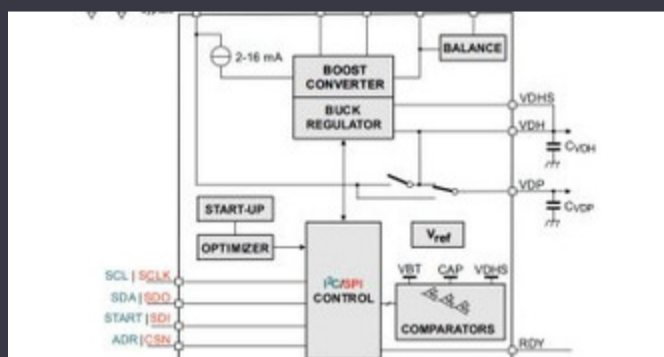 2-16 mA
BALANCE
BOOST
CONVERTER
BUCK
REGULATOR
VDHS
VDH
CVDH
VDP
CVDP
START-UP
OPTIMIZER
Vref
SCL | SCLK
SDA | SDO
START | SDI
ADR | CSN
I²C/SPI
CONTROL
VBT CAP VDHS
COMPARATORS
RDY